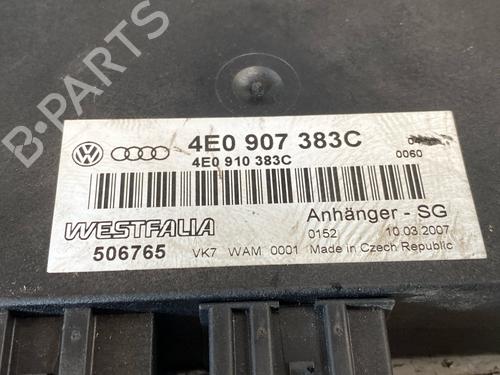 B-PARTS
4E0 907 383C
4E0 910 383C
0060
WESTFALIA
Anhänger - SG
0152 10.03.2007
506765 VK7 WAM 0001 Made in Czech Republic